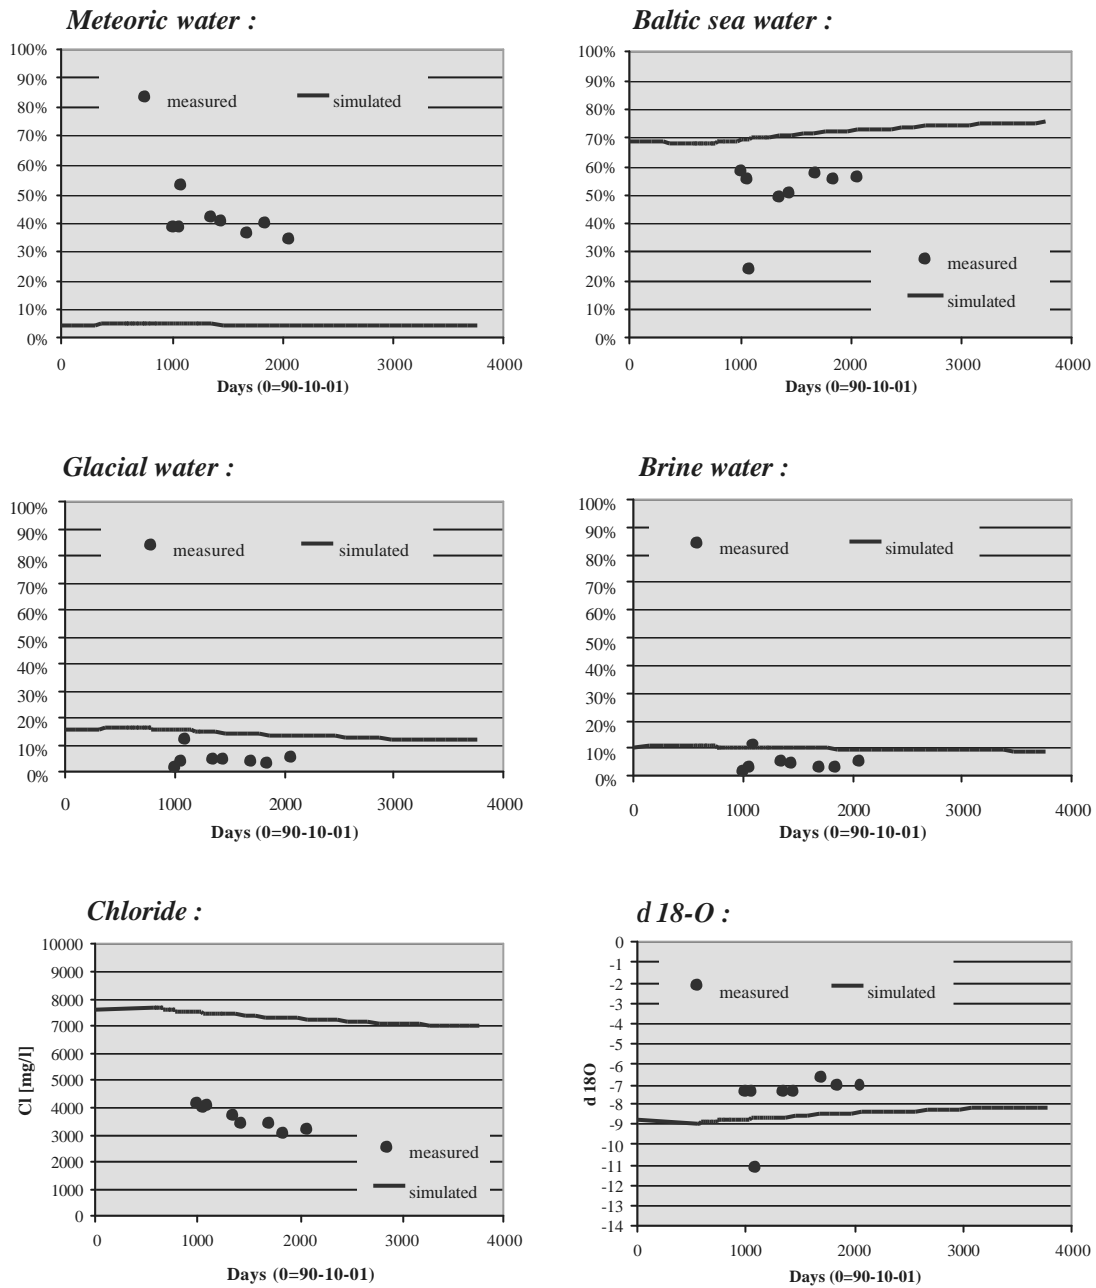 Meteoric water :
100%
90%
80%
70%
60%
50%
40%
30%
20%
10%
0%
measured
simulated
0 1000 2000 3000 4000
Days (0=90-10-01)
Baltic sea water :
100%
90%
80%
70%
60%
50%
40%
30%
20%
10%
0%
measured
simulated
0 1000 2000 3000 4000
Days (0=90-10-01)
Glacial water :
100%
90%
80%
70%
60%
50%
40%
30%
20%
10%
0%
measured
simulated
0 1000 2000 3000 4000
Days (0=90-10-01)
Brine water :
100%
90%
80%
70%
60%
50%
40%
30%
20%
10%
0%
measured
simulated
0 1000 2000 3000 4000
Days (0=90-10-01)
Chloride :
10000
9000
8000
7000
6000
5000
4000
3000
2000
1000
0
Cl [mg/l]
measured
simulated
0 1000 2000 3000 4000
Days (0=90-10-01)
d 18-O :
0
-1
-2
-3
-4
-5
-6
-7
-8
-9
-10
-11
-12
-13
-14
d 18O
measured
simulated
0 1000 2000 3000 4000
Days (0=90-10-01)